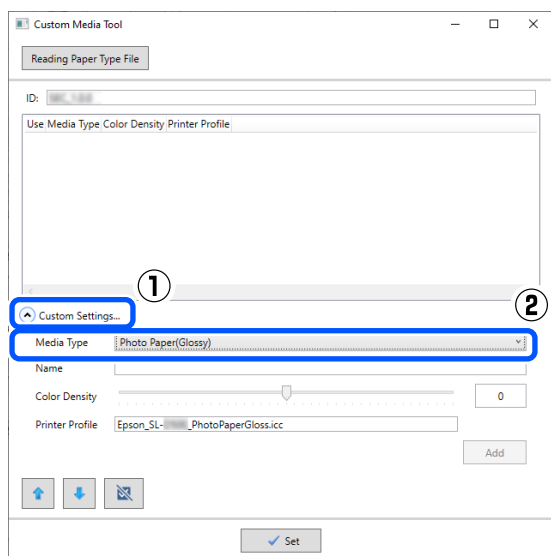 Custom Media Tool
Reading Paper Type File
ID:
Use Media Type Color Density Printer Profile
①
②
Custom Settings...
Media Type Photo Paper(Glossy)
Name
Color Density 0
Printer Profile Epson_SL- _PhotoPaperGloss.icc
Add
Set